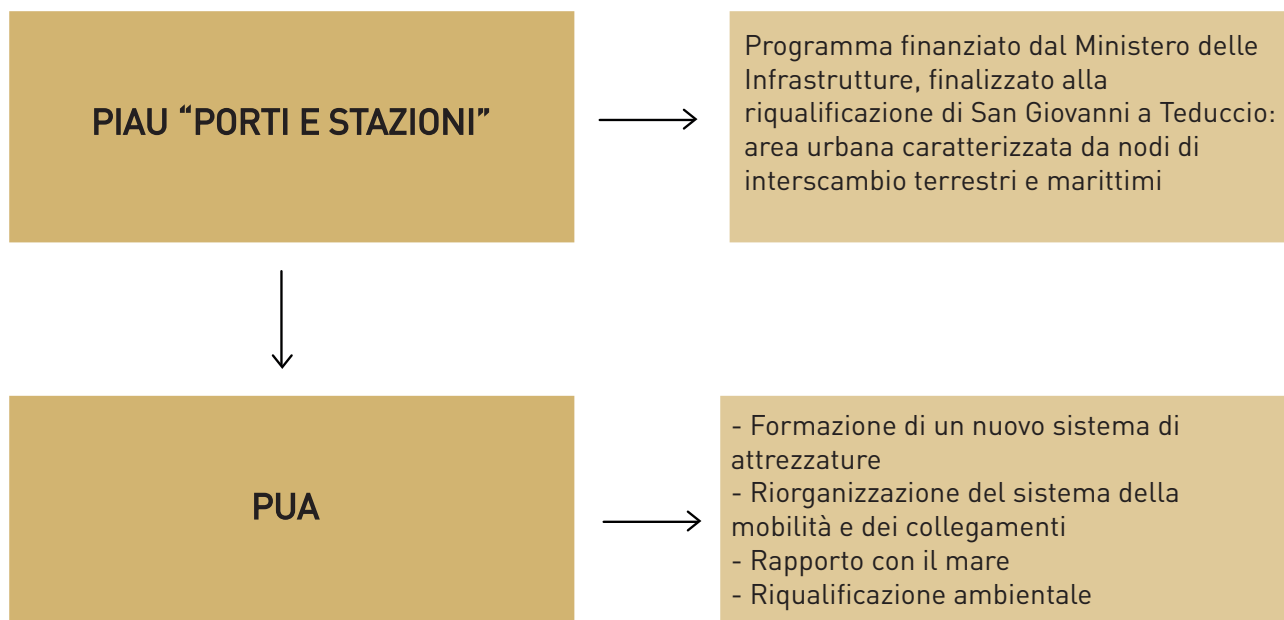 PIAU “PORTI E STAZIONI”
Programma finanziato dal Ministero delle
Infrastrutture, finalizzato alla
riqualificazione di San Giovanni a Teduccio:
area urbana caratterizzata da nodi di
interscambio terrestri e marittimi
PUA
- Formazione di un nuovo sistema di
attrezzature
- Riorganizzazione del sistema della
mobilità e dei collegamenti
- Rapporto con il mare
- Riqualificazione ambientale